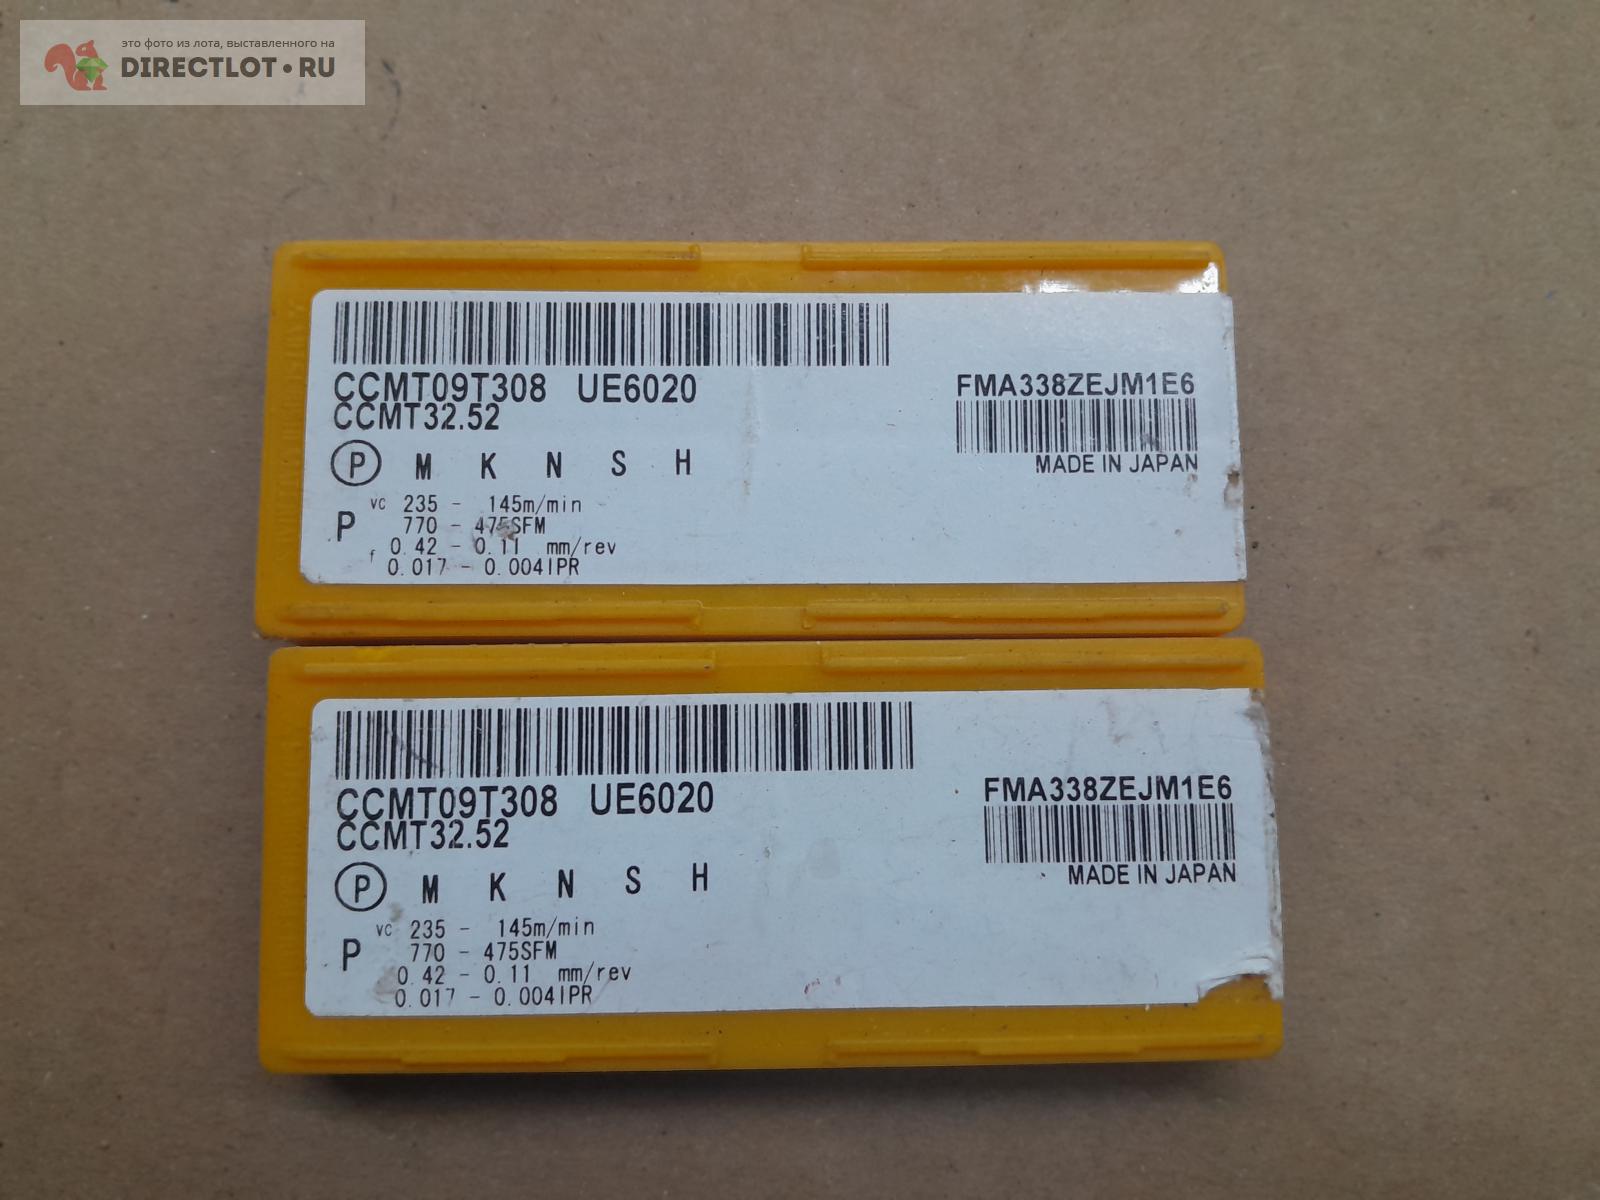 это фото из лота, выставленного на
DIRECTLOT•RU
CCMT09T308 UE6020
CCMT32.52
FMA338ZEJM1E6
MADE IN JAPAN
P M K N S H
P vc 235 - 145m/min
770 - 475SFM
f 0.42 - 0.11 mm/rev
0.017 - 0.004IPR
CCMT09T308 UE6020
CCMT32.52
FMA338ZEJM1E6
MADE IN JAPAN
P M K N S H
P vc 235 - 145m/min
770 - 475SFM
0.42 - 0.11 mm/rev
0.017 - 0.004IPR